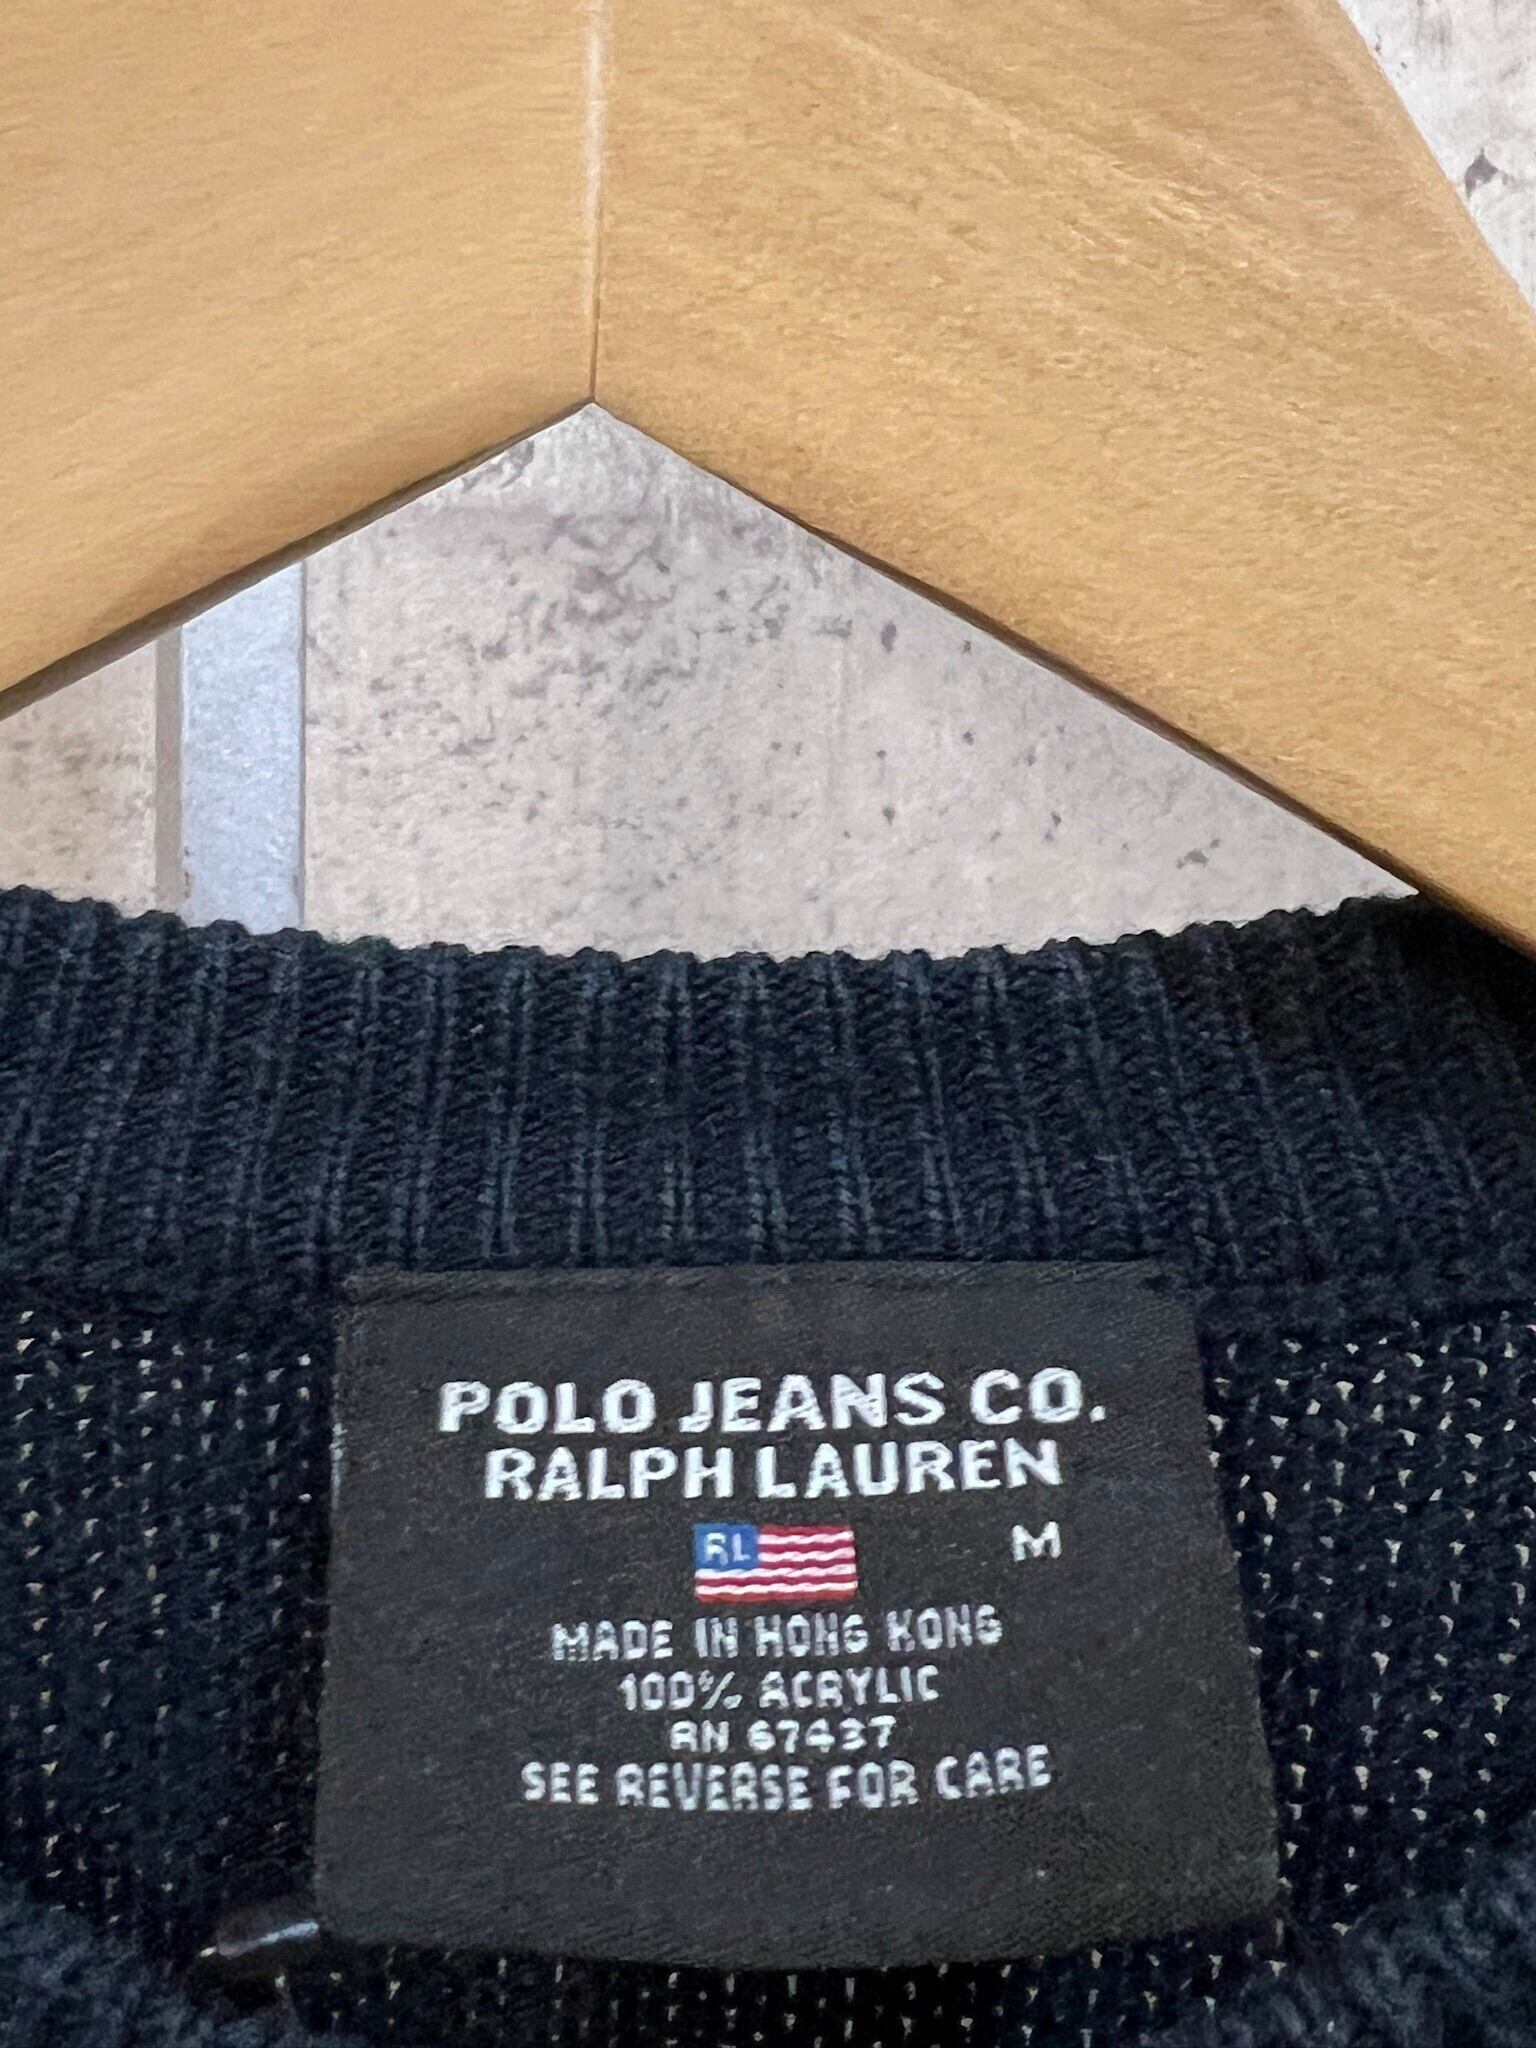 POLO JEANS CO.
RALPH LAUREN
RL
M
MADE IN HONG KONG
100% ACRYLIC
RN 67437
SEE REVERSE FOR CARE